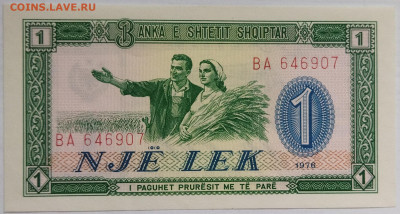 COINS.LAVE.RU
1 BANKA E SHTETIT SHQIPTAR 1
BA 646907
1
BA 646907
NJE LEK
1976
1 I PAGUHET PRURËSIT ME TË PARË 1